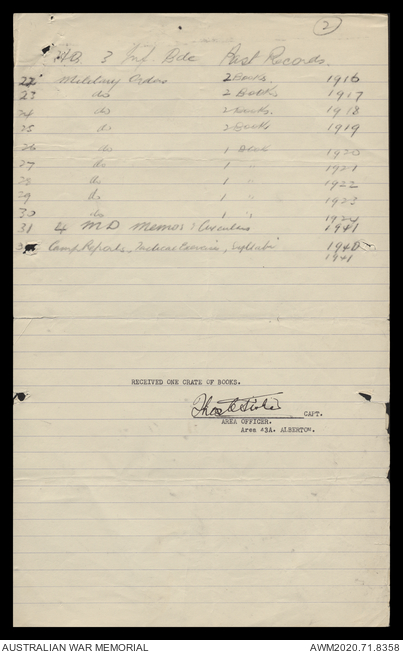 (2)
HQ. 3 Inf. Bde Past Records.
22 Military Orders 2 Books. 1916
23 do 2 Books 1917
24 do 2 Books. 1918
25 do 2 Books 1919
26 do 1 Book 1920
27 do 1 " 1921
28 do 1 " 1922
29 do 1 " 1923
30 do 1 " 1924
31 4 MD Memos & Circulars 1941
Camp Reports, Tactical Exercises, Syllabi 1940
1941
RECEIVED ONE CRATE OF BOOKS.
CAPT.
AREA OFFICER.
Area 43A. ALBERTON.
AUSTRALIAN WAR MEMORIAL
AWM2020.71.8358